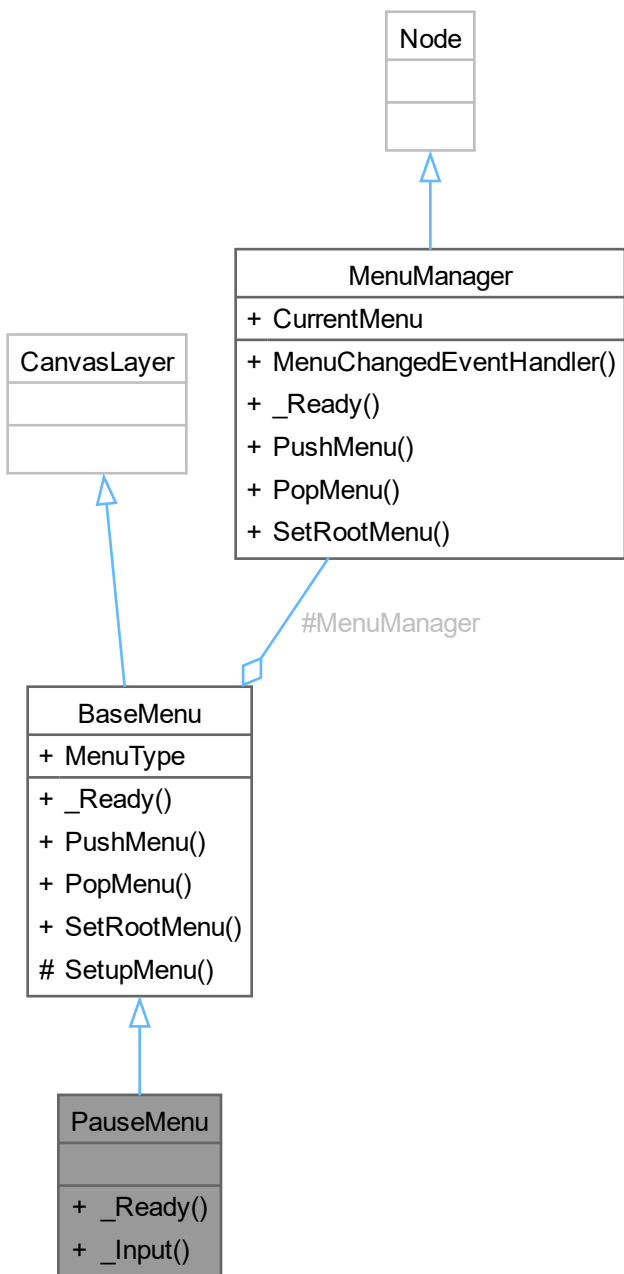 Node
MenuManager
+ CurrentMenu
+ MenuChangedEventHandler()
+ _Ready()
+ PushMenu()
+ PopMenu()
+ SetRootMenu()
CanvasLayer
#MenuManager
BaseMenu
+ MenuType
+ _Ready()
+ PushMenu()
+ PopMenu()
+ SetRootMenu()
# SetupMenu()
PauseMenu
+ _Ready()
+ _Input()